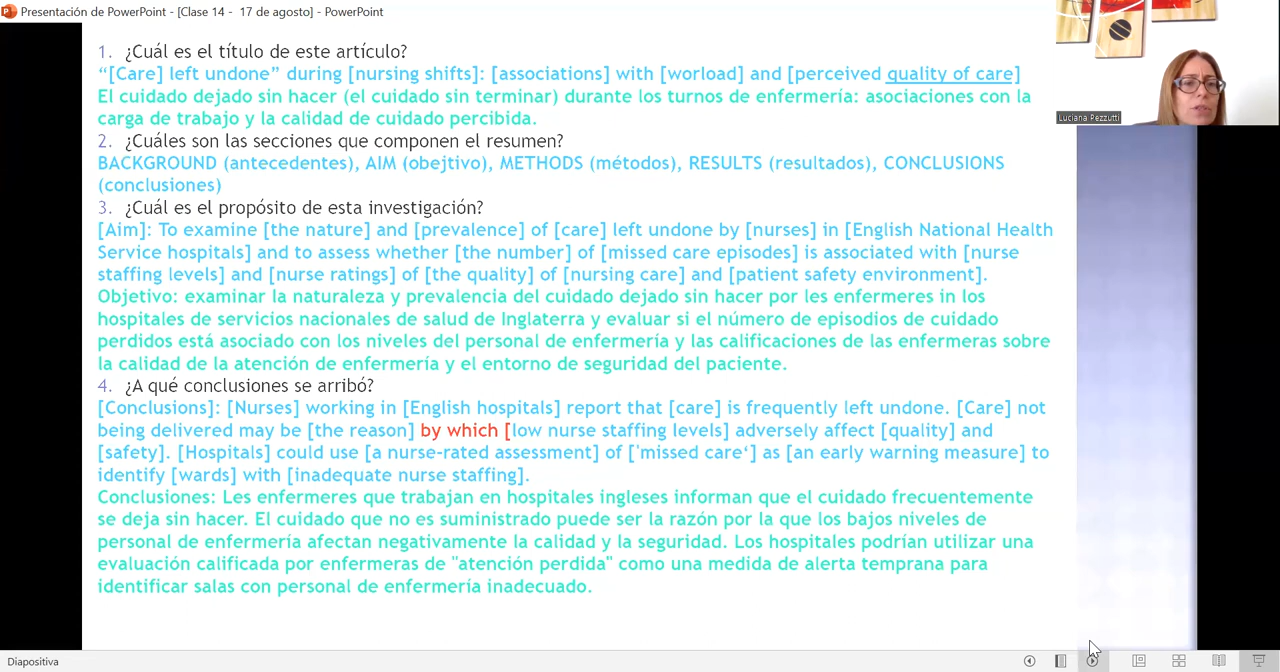 Presentación de PowerPoint - [Clase 14 -  17 de agosto] - PowerPoint
1. ¿Cuál es el título de este artículo?
“[Care] left undone” during [nursing shifts]: [associations] with [worload] and [perceived quality of care]
El cuidado dejado sin hacer (el cuidado sin terminar) durante los turnos de enfermería: asociaciones con la
carga de trabajo y la calidad de cuidado percibida.
2. ¿Cuáles son las secciones que componen el resumen?
BACKGROUND (antecedentes), AIM (obejtivo), METHODS (métodos), RESULTS (resultados), CONCLUSIONS
(conclusiones)
3. ¿Cuál es el propósito de esta investigación?
[Aim]: To examine [the nature] and [prevalence] of [care] left undone by [nurses] in [English National Health
Service hospitals] and to assess whether [the number] of [missed care episodes] is associated with [nurse
staffing levels] and [nurse ratings] of [the quality] of [nursing care] and [patient safety environment].
Objetivo: examinar la naturaleza y prevalencia del cuidado dejado sin hacer por les enfermeres in los
hospitales de servicios nacionales de salud de Inglaterra y evaluar si el número de episodios de cuidado
perdidos está asociado con los niveles del personal de enfermería y las calificaciones de las enfermeras sobre
la calidad de la atención de enfermería y el entorno de seguridad del paciente.
4. ¿A qué conclusiones se arribó?
[Conclusions]: [Nurses] working in [English hospitals] report that [care] is frequently left undone. [Care] not
being delivered may be [the reason] by which [low nurse staffing levels] adversely affect [quality] and
[safety]. [Hospitals] could use [a nurse-rated assessment] of ['missed care‘] as [an early warning measure] to
identify [wards] with [inadequate nurse staffing].
Conclusiones: Les enfermeres que trabajan en hospitales ingleses informan que el cuidado frecuentemente
se deja sin hacer. El cuidado que no es suministrado puede ser la razón por la que los bajos niveles de
personal de enfermería afectan negativamente la calidad y la seguridad. Los hospitales podrían utilizar una
evaluación calificada por enfermeras de "atención perdida" como una medida de alerta temprana para
identificar salas con personal de enfermería inadecuado.
Luciana Pezzutti
Diapositiva